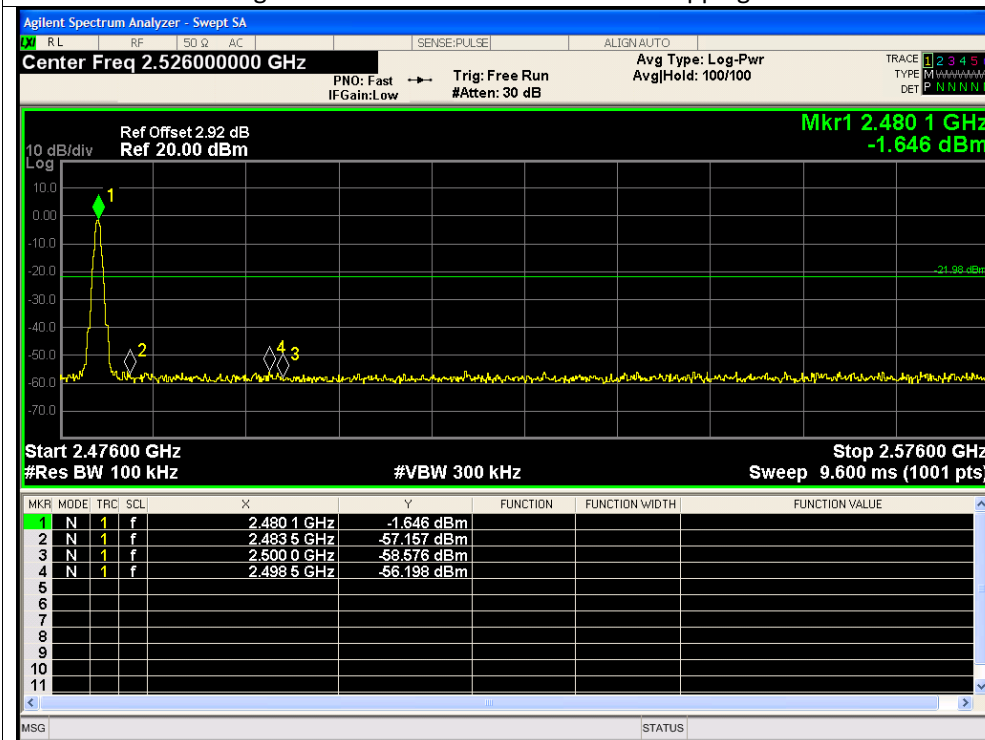 Agilent Spectrum Analyzer - Swept SA
LXI RL RF 50 Ω AC SENSE:PULSE ALIGN AUTO
Center Freq 2.526000000 GHz
PNO: Fast
IFGain:Low
Trig: Free Run
#Atten: 30 dB
Avg Type: Log-Pwr
Avg|Hold: 100/100
TRACE 1 2 3 4 5
TYPE M
DET P N N N N
Mkr1 2.480 1 GHz
-1.646 dBm
Ref Offset 2.92 dB
10 dB/div Ref 20.00 dBm
Log
10.0
1
0.00
-10.0
-20.0
-21.98 dBm
-30.0
-40.0
-50.0
2
4
3
-60.0
-70.0
Start 2.47600 GHz Stop 2.57600 GHz
#Res BW 100 kHz #VBW 300 kHz Sweep 9.600 ms (1001 pts)
MKR MODE TRC SCL X Y FUNCTION FUNCTION WIDTH FUNCTION VALUE
1 N 1 f 2.480 1 GHz -1.646 dBm
2 N 1 f 2.483 5 GHz -57.157 dBm
3 N 1 f 2.500 0 GHz -58.576 dBm
4 N 1 f 2.498 5 GHz -56.198 dBm
5
6
7
8
9
10
11
MSG STATUS